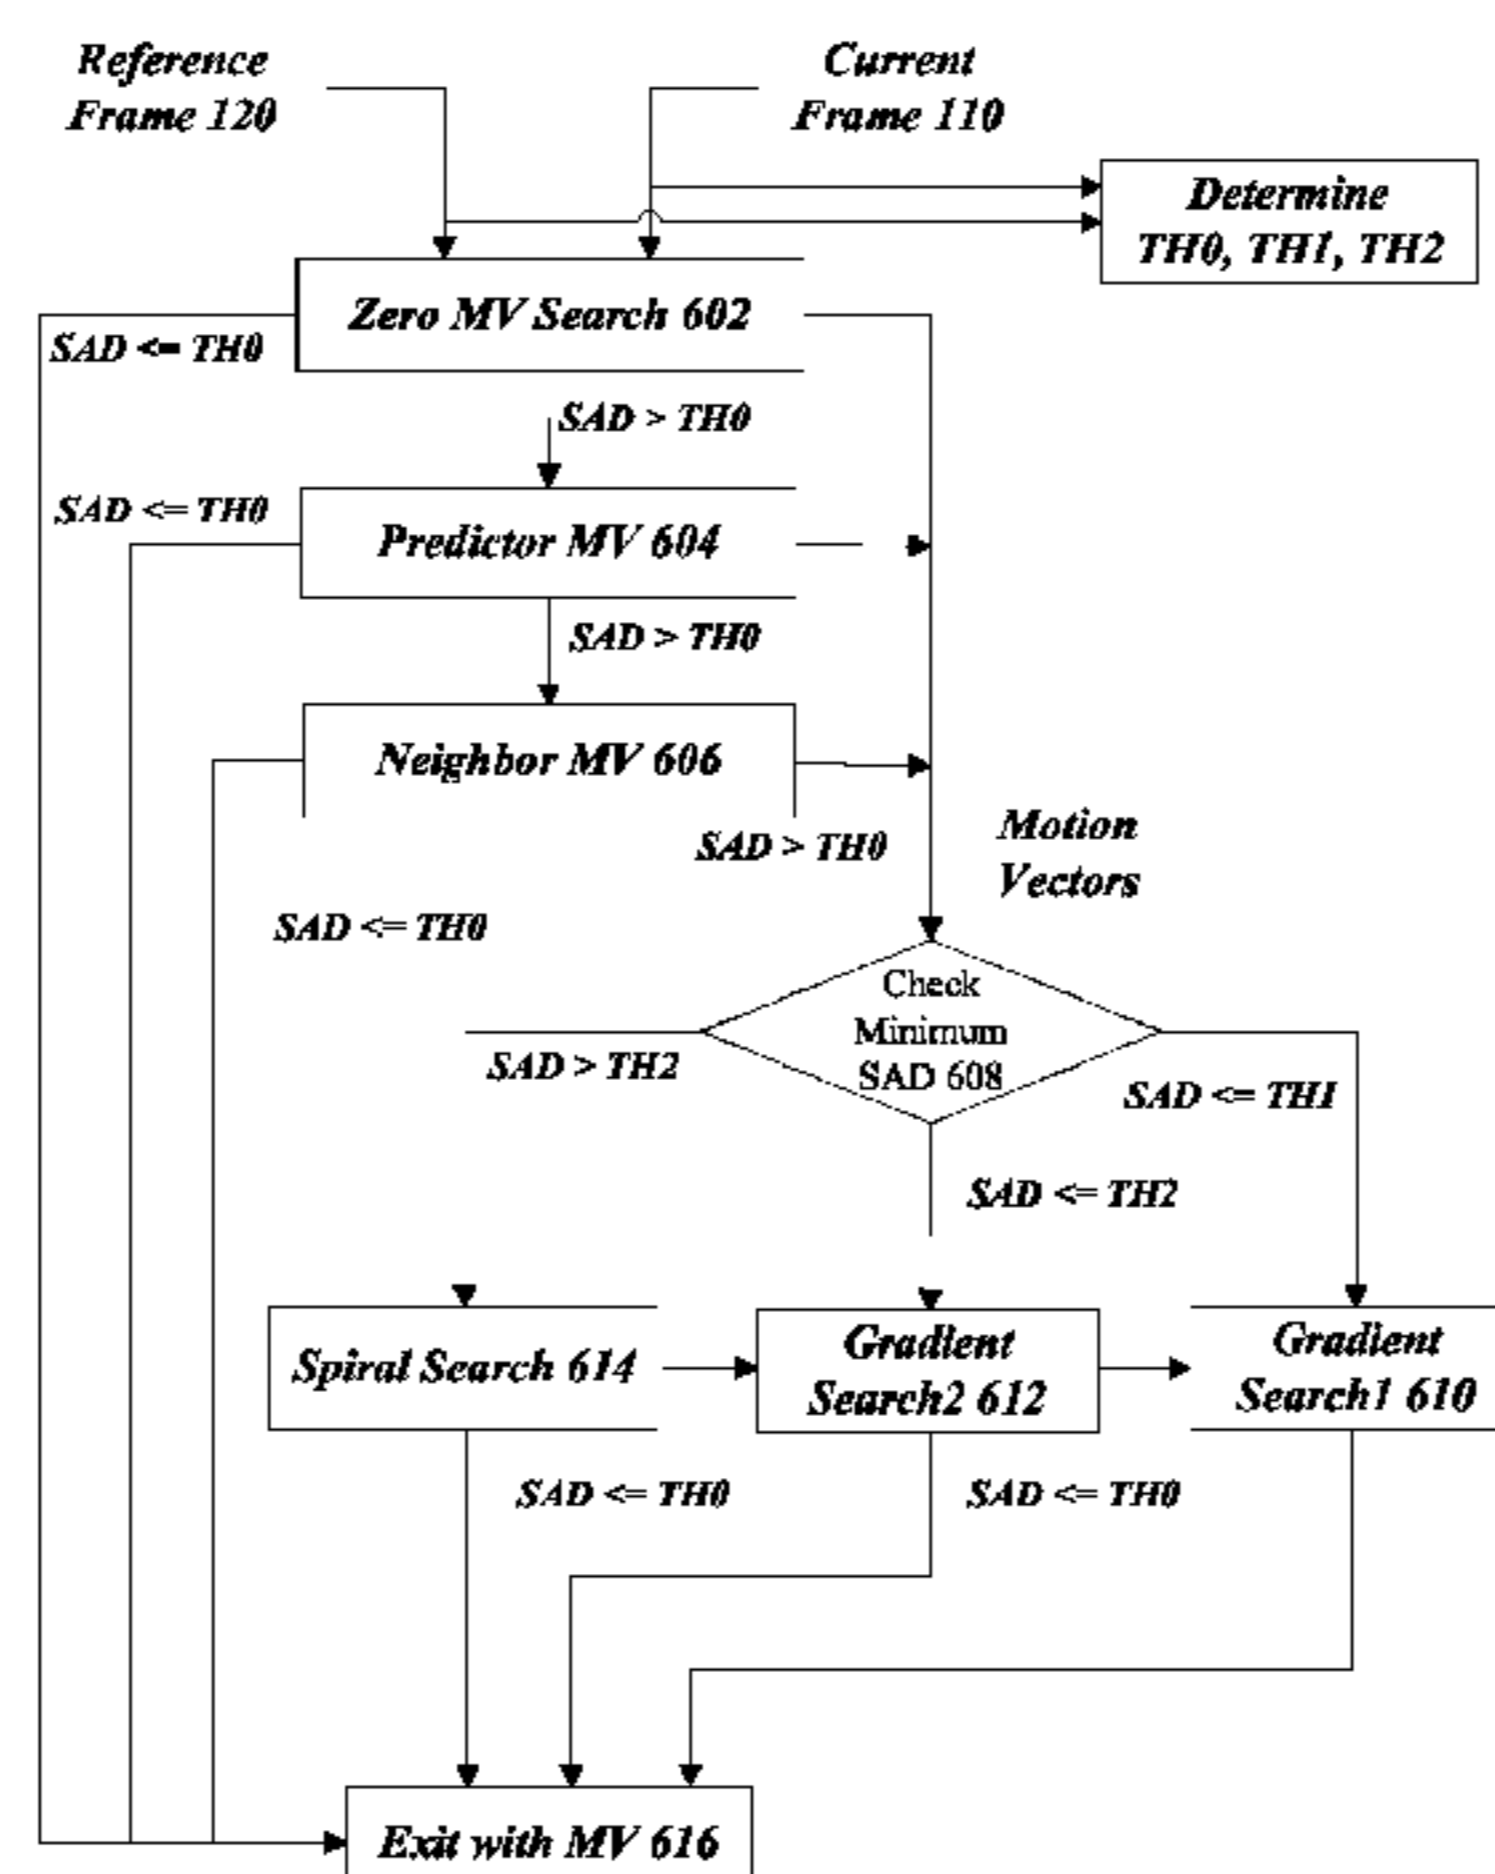 Reference
Frame 120
Current
Frame 110
Determine
TH0, TH1, TH2
Zero MV Search 602
SAD <= TH0
SAD > TH0
SAD <= TH0
Predictor MV 604
SAD > TH0
Neighbor MV 606
SAD > TH0
Motion
Vectors
SAD <= TH0
Check
Minimum
SAD 608
SAD > TH2
SAD <= TH1
SAD <= TH2
Spiral Search 614
Gradient
Search2 612
Gradient
Search1 610
SAD <= TH0
SAD <= TH0
Exit with MV 616